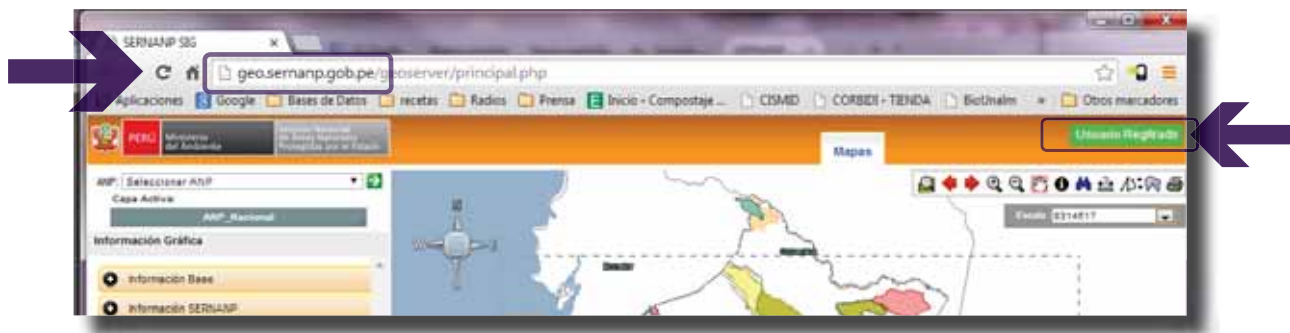 SERNANP SIG
geo.sernanp.gob.pe/geoserver/principal.php
Aplicaciones Google Bases de Datos recetas Radios Prensa Inicio - Compostaje ... CISMID CORBIDI - TIENDA BioUnalm » Otros marcadores
PERÚ Ministerio del Ambiente
Mapas
Usuario Registrado
ANP: Seleccionar ANP
Capa Activa:
ANP_Nacional
Escala 8314517
Información Gráfica
Información Base
Información SERNANP
Ecuador